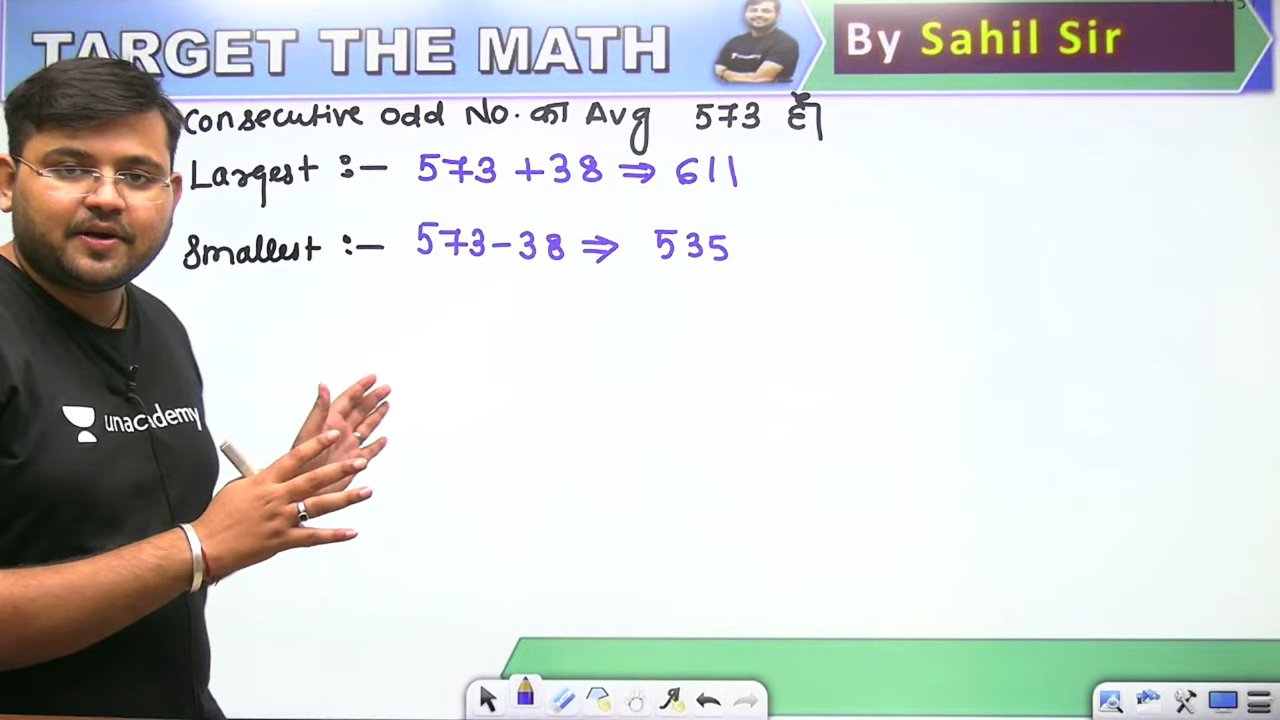 TARGET THE MATH
By Sahil Sir
Consecutive odd No. का Avg 573 है।
Largest :- 573 + 38 ⇒ 611
Smallest :- 573 - 38 ⇒ 535
unacademy